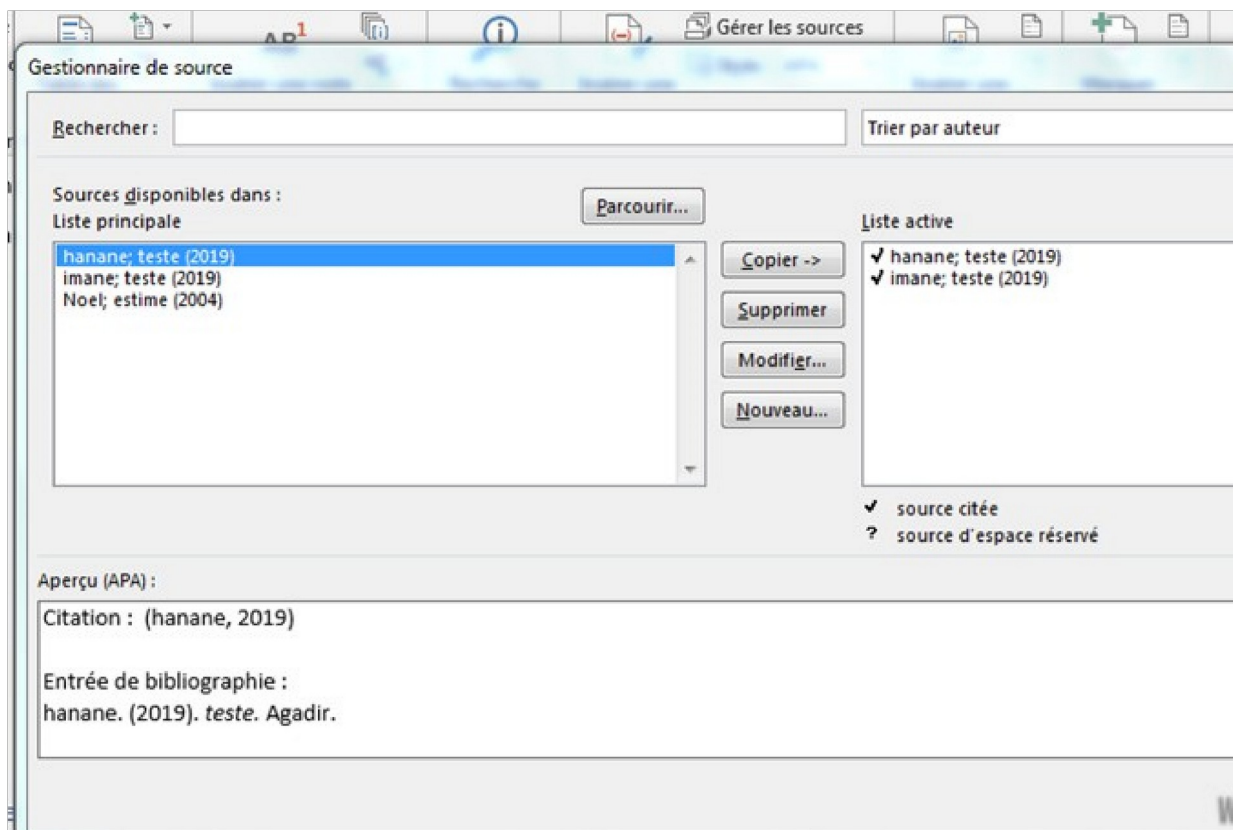 AB¹
Gérer les sources
Gestionnaire de source
Rechercher :
Trier par auteur
Sources disponibles dans :
Liste principale
Parcourir...
Liste active
hanane; teste (2019)
imane; teste (2019)
Noel; estime (2004)
Copier ->
Supprimer
Modifier...
Nouveau...
✓ hanane; teste (2019)
✓ imane; teste (2019)
✓ source citée
? source d'espace réservé
Aperçu (APA) :
Citation : (hanane, 2019)
Entrée de bibliographie :
hanane. (2019). teste. Agadir.